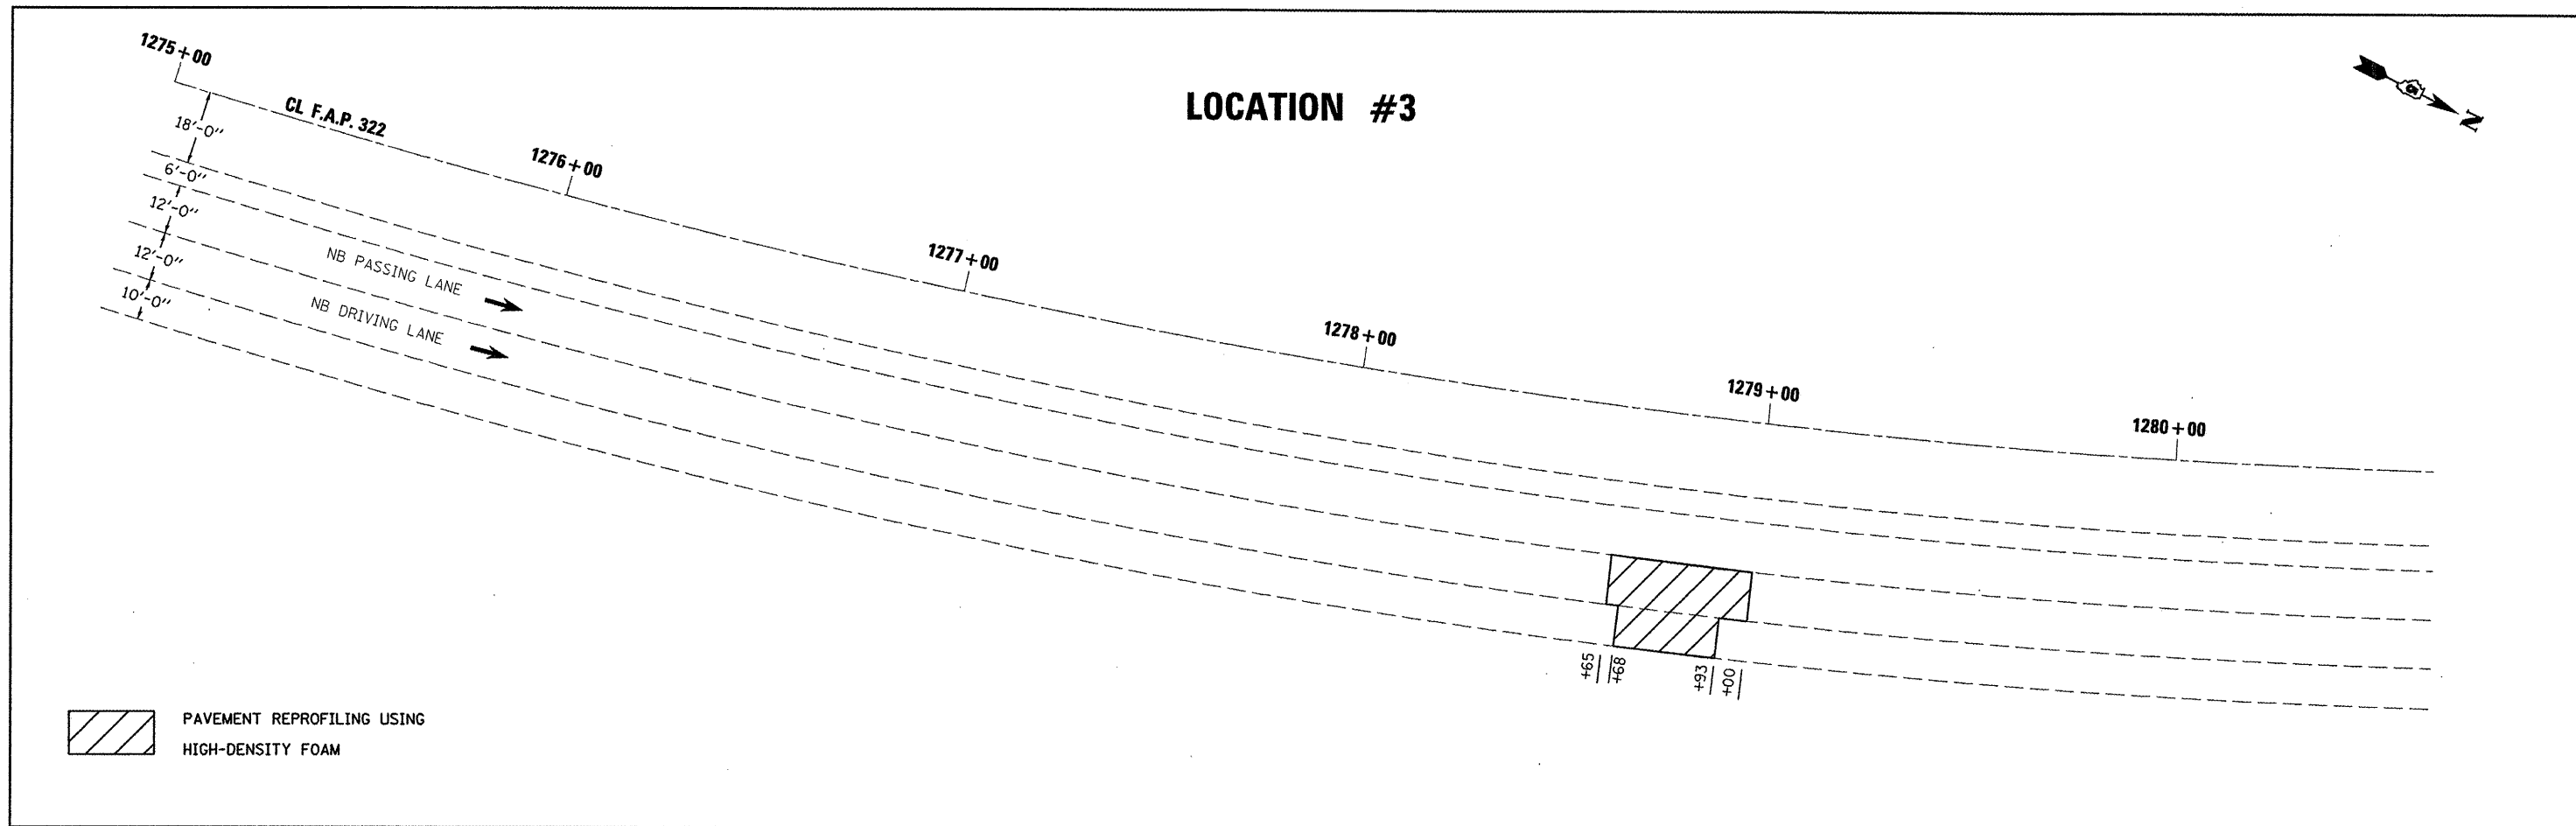 LOCATION #3
N
1275+00
CL F.A.P. 322
1276+00
1277+00
1278+00
1279+00
1280+00
18'-0"
6'-0"
12'-0"
12'-0"
10'-0"
NB PASSING LANE
NB DRIVING LANE
+65
+68
+93
+00
PAVEMENT REPROFILING USING
HIGH-DENSITY FOAM